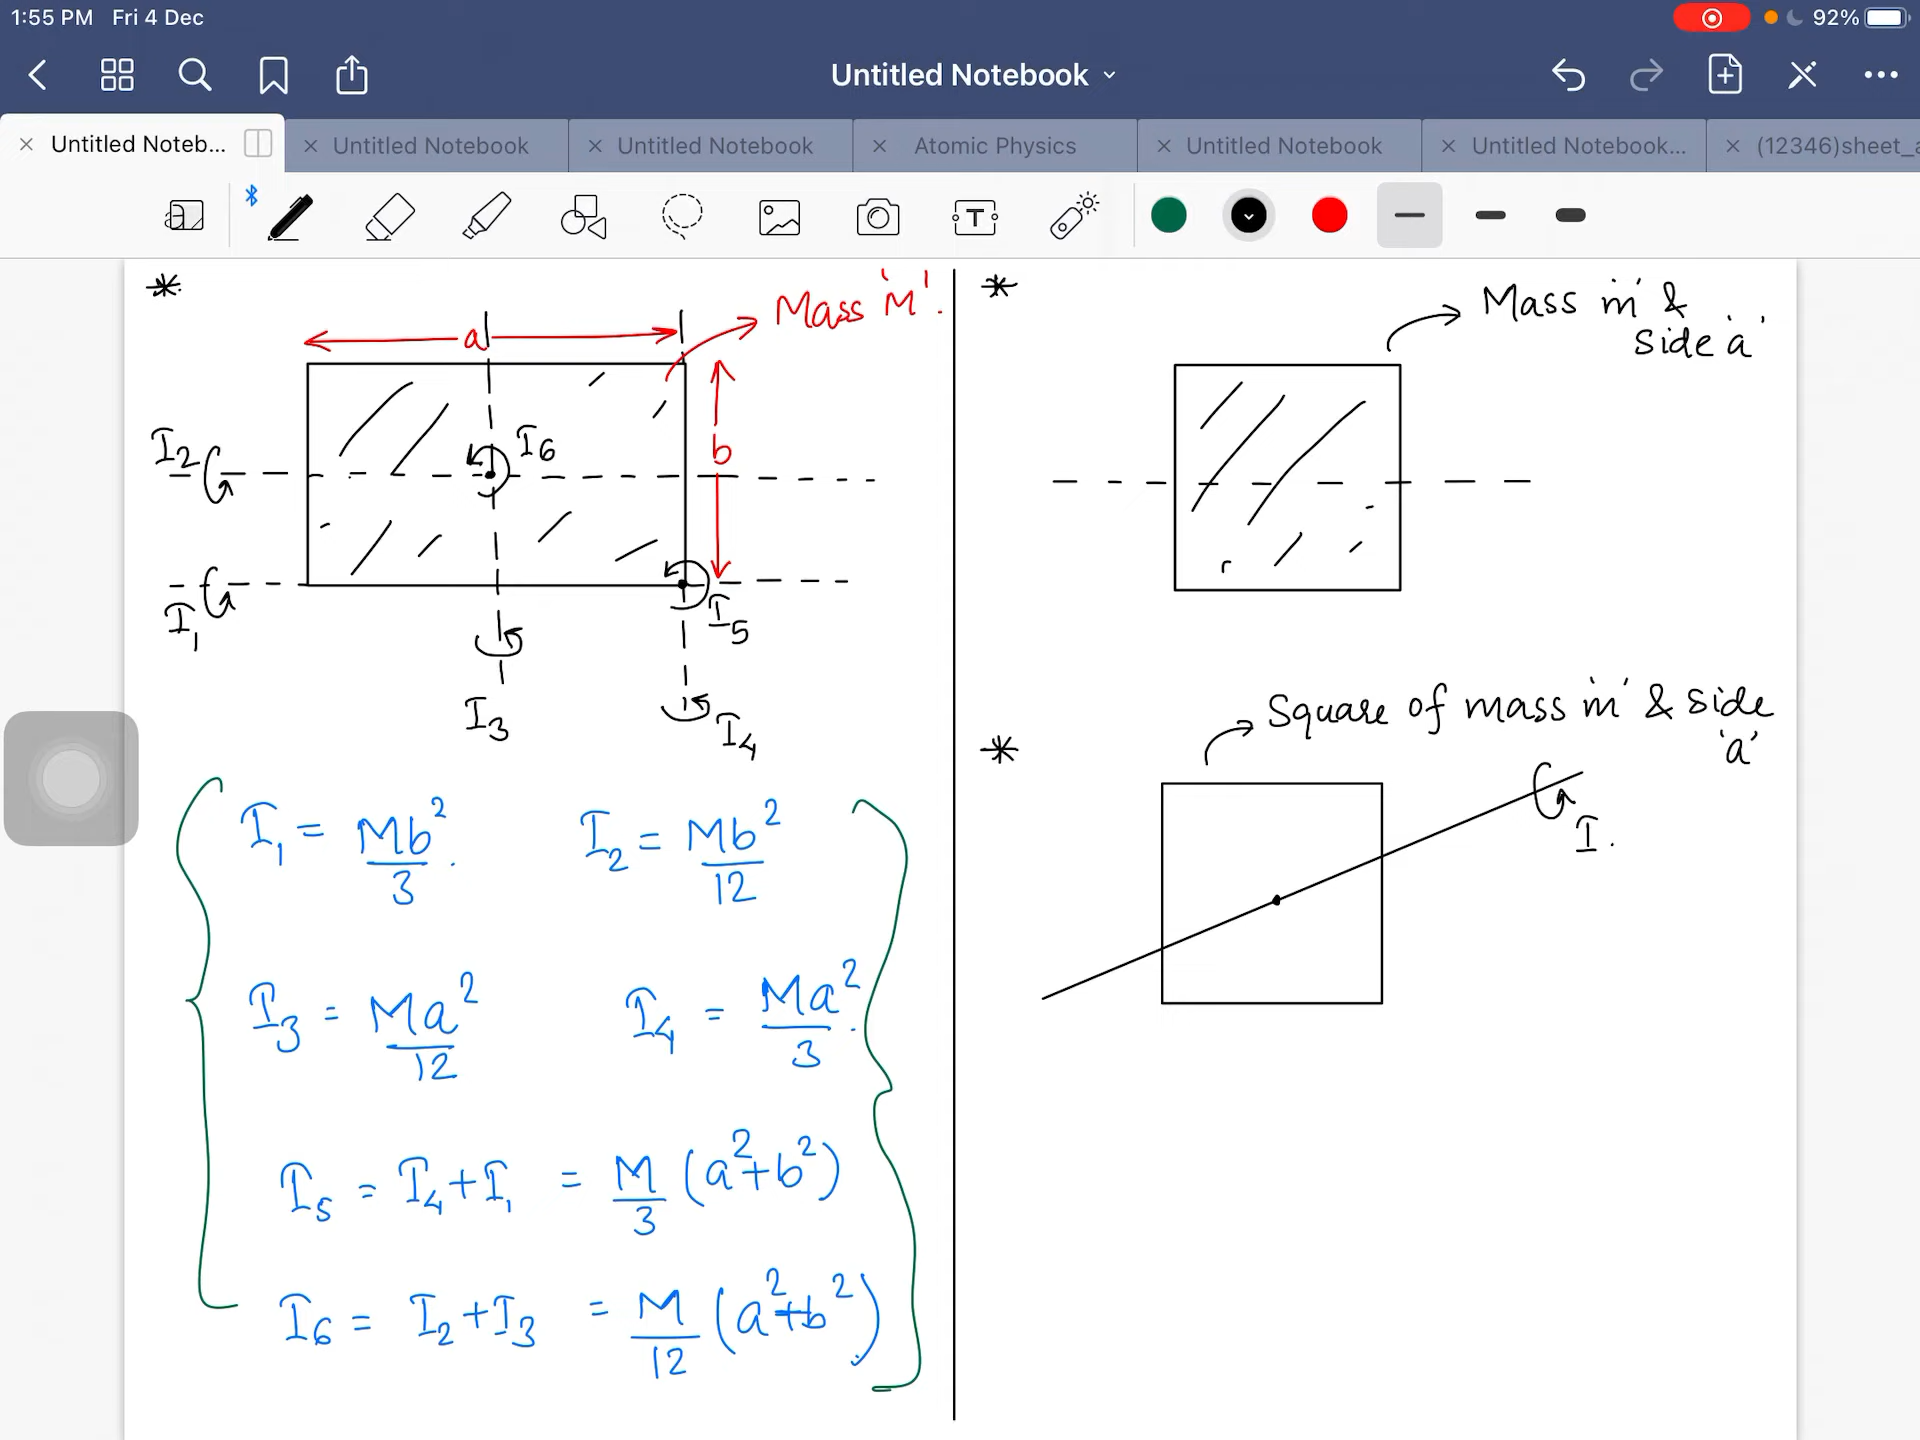 1:55 PM Fri 4 Dec
92%
Untitled Notebook
Untitled Noteb...
Untitled Notebook
Untitled Notebook
Atomic Physics
Untitled Notebook
Untitled Notebook...
(12346)sheet_a
*
a
Mass 'M'.
b
I2
I6
I1
I5
I3
I4
I1 = Mb²/3.
I2 = Mb²/12
I3 = Ma²/12
I4 = Ma²/3.
I5 = I4+I1 = M/3 (a²+b²)
I6 = I2+I3 = M/12 (a²+b²)
*
Mass 'm' &
side 'a'
*
Square of mass 'm' & side
'a'
I.